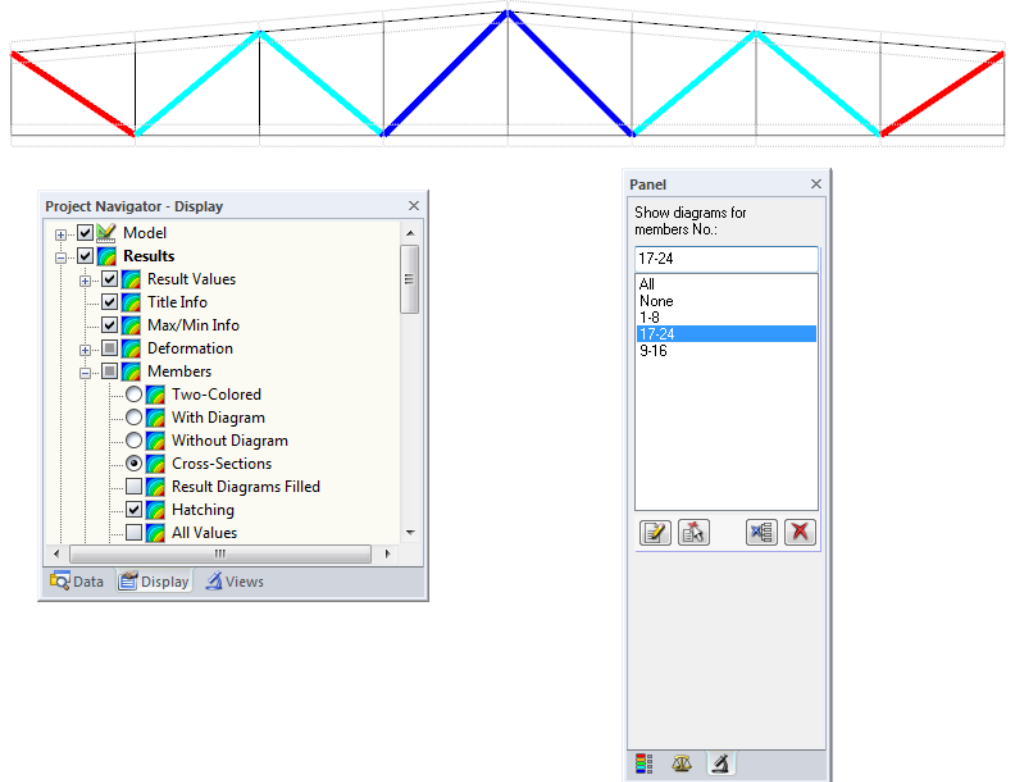 Project Navigator - Display
Model
Results
Result Values
Title Info
Max/Min Info
Deformation
Members
Two-Colored
With Diagram
Without Diagram
Cross-Sections
Result Diagrams Filled
Hatching
All Values
Data Display Views
Panel
Show diagrams for
members No.:
17-24
All
None
1-8
17-24
9-16